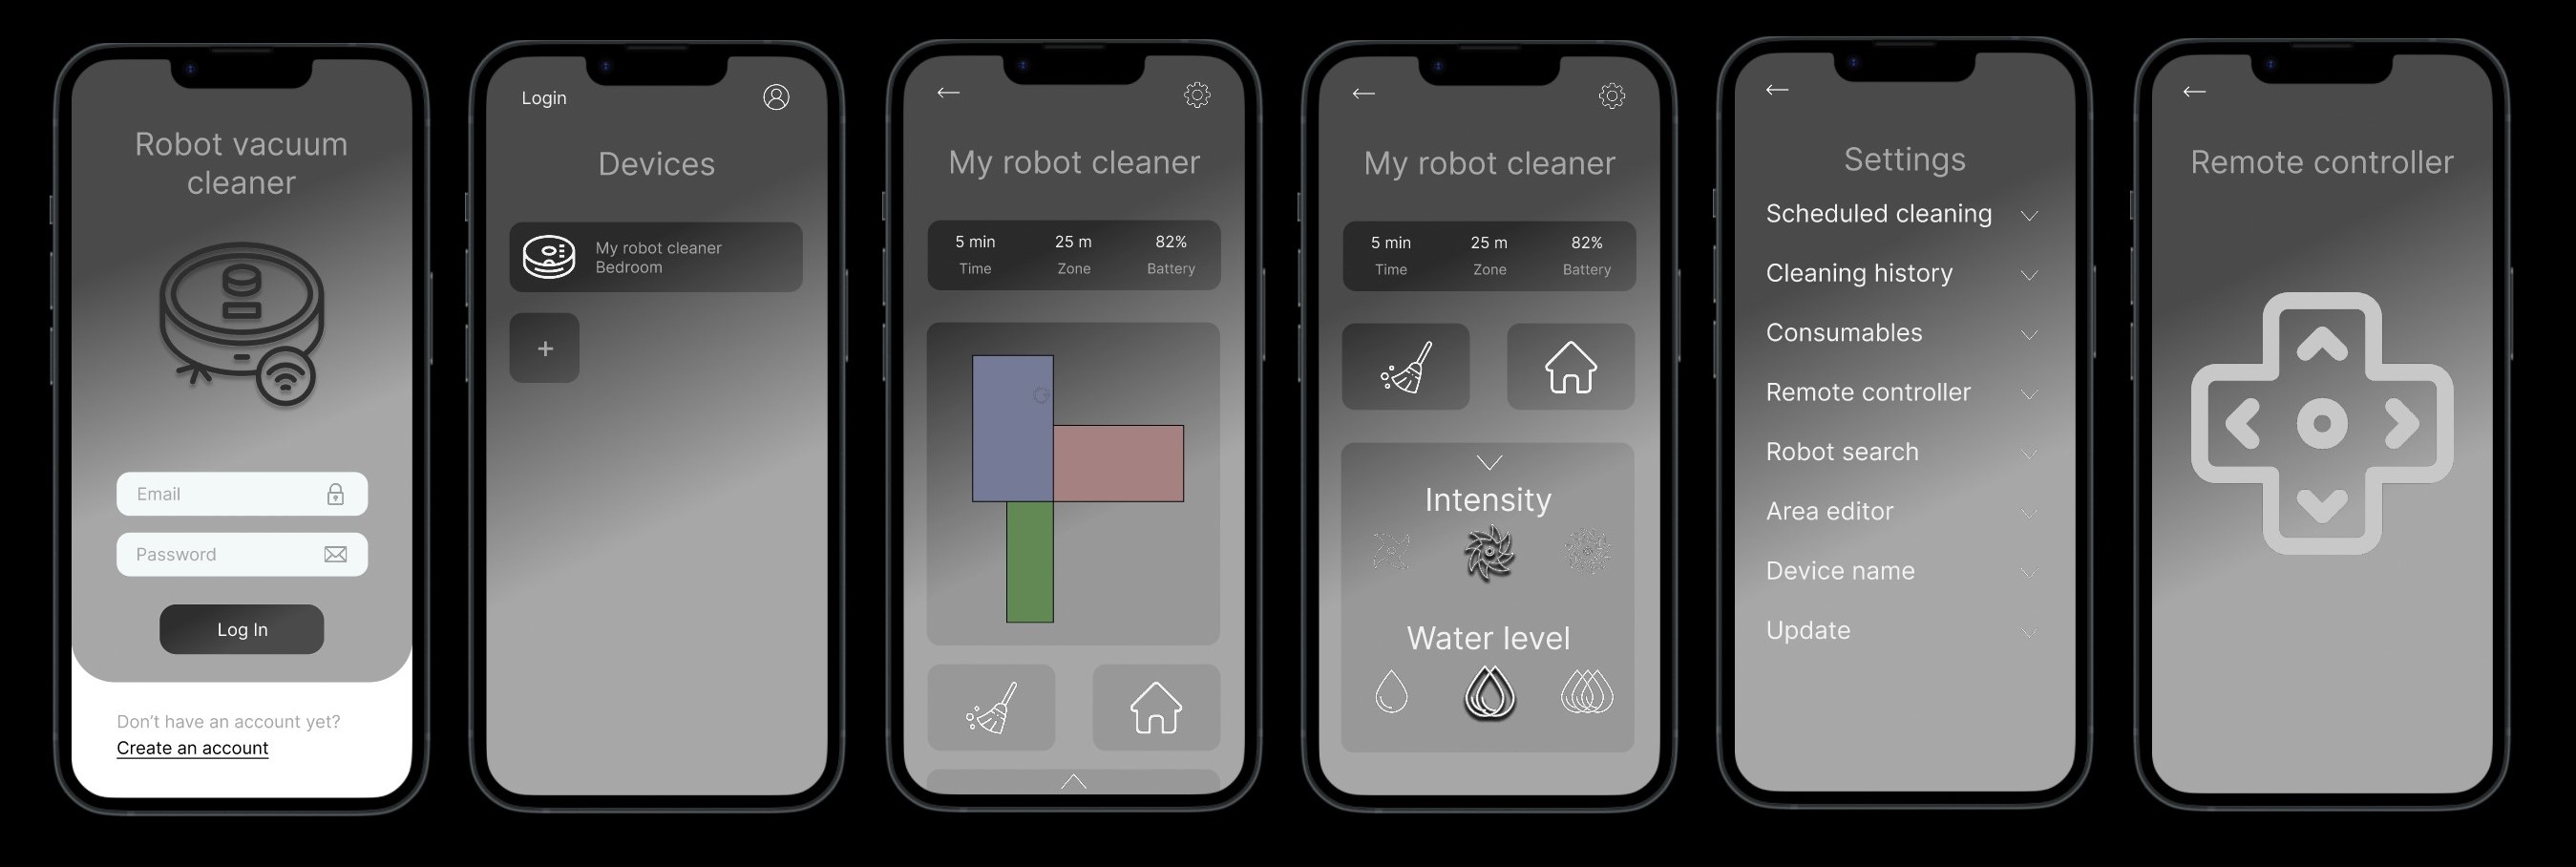 Robot vacuum
cleaner
Email
Password
Log In
Don't have an account yet?
Create an account
Login
Devices
My robot cleaner
Bedroom
+
My robot cleaner
5 min
25 m
82%
Time
Zone
Battery
My robot cleaner
5 min
25 m
82%
Time
Zone
Battery
Intensity
Water level
Settings
Scheduled cleaning
Cleaning history
Consumables
Remote controller
Robot search
Area editor
Device name
Update
Remote controller